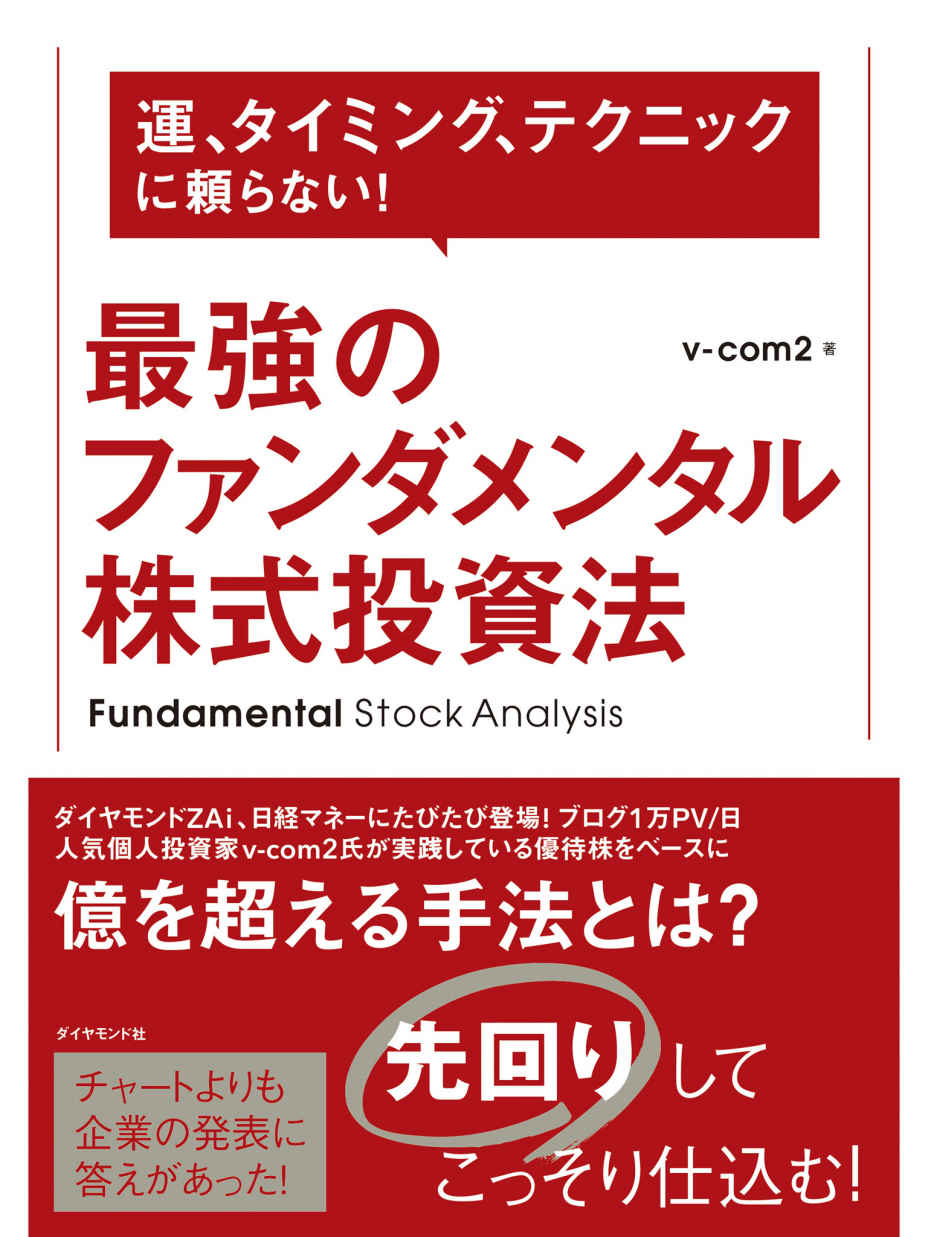 運、タイミング、テクニック
に頼らない!
最強の
v-com2 著
ファンダメンタル
株式投資法
Fundamental Stock Analysis
ダイヤモンドZAi、日経マネーにたびたび登場! ブログ1万PV/日
人気個人投資家v-com2氏が実践している優待株をベースに
億を超える手法とは?
ダイヤモンド社
チャートよりも
企業の発表に
答えがあった!
先回りして
こっそり仕込む!